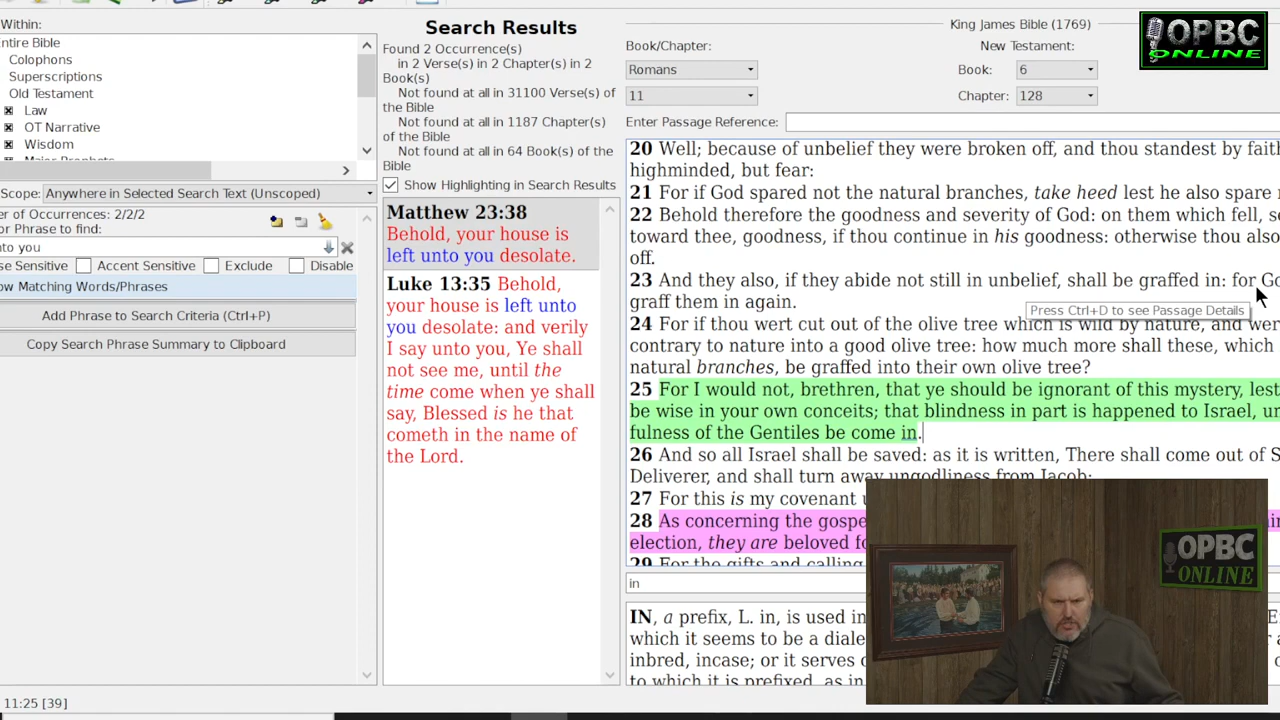 Within:
ntire Bible
Colophons
Superscriptions
Old Testament
Law
OT Narrative
Wisdom
Major Prophets
Scope: Anywhere in Selected Search Text (Unscoped)
er of Occurrences: 2/2/2
r Phrase to find:
nto you
se Sensitive Accent Sensitive Exclude Disable
ow Matching Words/Phrases
Add Phrase to Search Criteria (Ctrl+P)
Copy Search Phrase Summary to Clipboard
11:25 [39]
Search Results
Found 2 Occurrence(s)
in 2 Verse(s) in 2 Chapter(s) in 2
Book(s)
Not found at all in 31100 Verse(s) of
the Bible
Not found at all in 1187 Chapter(s)
of the Bible
Not found at all in 64 Book(s) of the
Bible
Show Highlighting in Search Results
Matthew 23:38
Behold, your house is
left unto you desolate.
Luke 13:35 Behold,
your house is left unto
you desolate: and verily
I say unto you, Ye shall
not see me, until the
time come when ye shall
say, Blessed is he that
cometh in the name of
the Lord.
King James Bible (1769)
Book/Chapter: New Testament:
Romans Book: 6
11 Chapter: 128
Enter Passage Reference:
20 Well; because of unbelief they were broken off, and thou standest by faith
highminded, but fear:
21 For if God spared not the natural branches, take heed lest he also spare
22 Behold therefore the goodness and severity of God: on them which fell, s
toward thee, goodness, if thou continue in his goodness: otherwise thou also
off.
23 And they also, if they abide not still in unbelief, shall be graffed in: for Go
graff them in again.
Press Ctrl+D to see Passage Details
24 For if thou wert cut out of the olive tree which is wild by nature, and wer
contrary to nature into a good olive tree: how much more shall these, which
natural branches, be graffed into their own olive tree?
25 For I would not, brethren, that ye should be ignorant of this mystery, lest
be wise in your own conceits; that blindness in part is happened to Israel, un
fulness of the Gentiles be come in.
26 And so all Israel shall be saved: as it is written, There shall come out of S
Deliverer, and shall turn away ungodliness from Jacob:
27 For this is my covenant u
28 As concerning the gospe
election, they are beloved fo
29 For the gifts and calling
in
IN, a prefix, L. in, is used in
which it seems to be a diale
inbred, incase; or it serves o
to which it is prefixed, as in
OPBC
ONLINE
OPBC
ONLINE